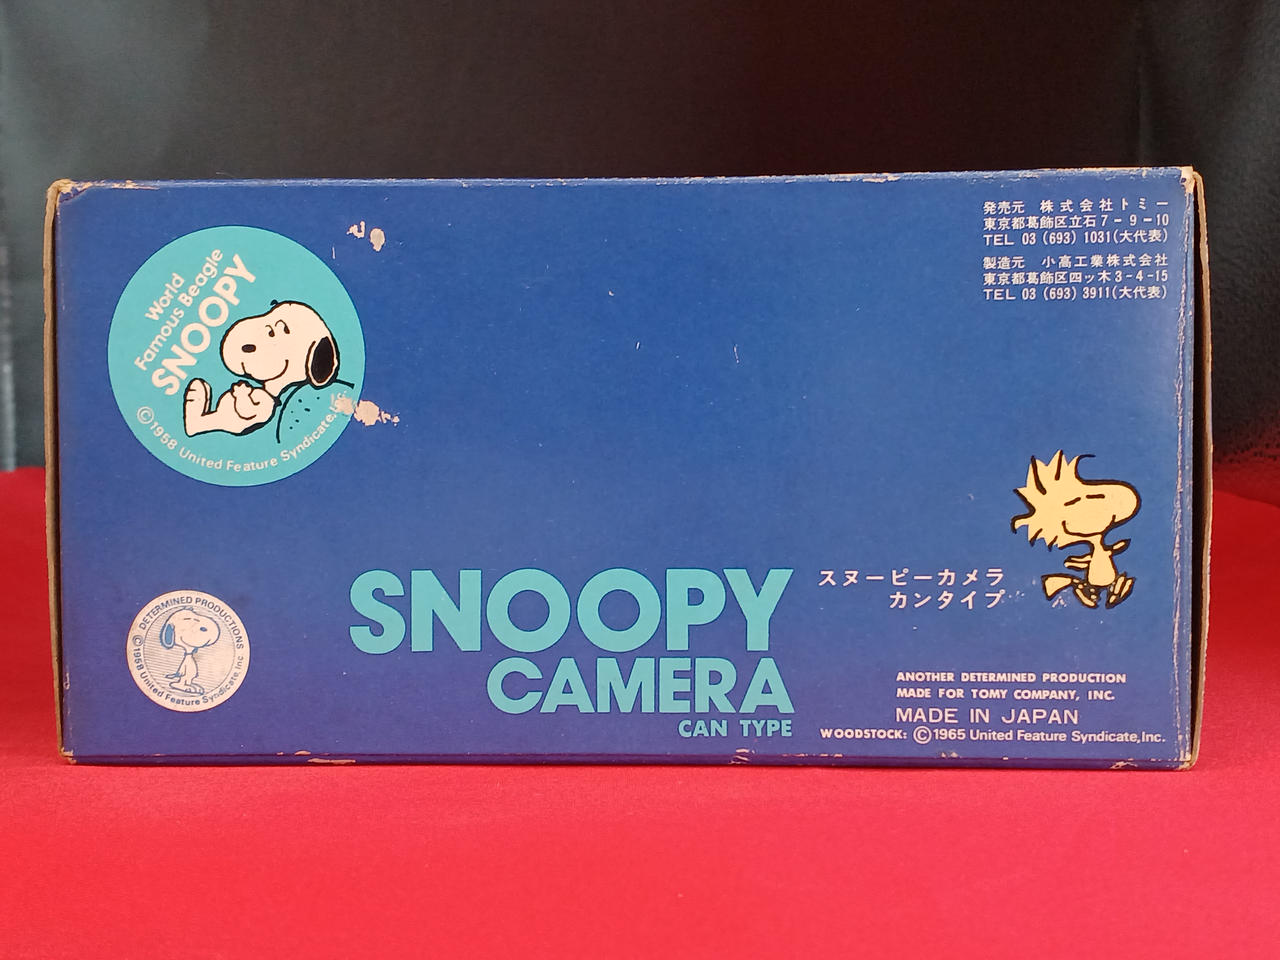 World
Famous Beagle
SNOOPY
©1958 United Feature Syndicate, Inc.
発売元 株式会社トミー
東京都葛飾区立石7-9-10
TEL 03 (693) 1031(大代表)
製造元 小高工業株式会社
東京都葛飾区四ッ木3-4-15
TEL 03 (693) 3911(大代表)
DETERMINED PRODUCTIONS
©1958 United Feature Syndicate, Inc
SNOOPY
CAMERA
CAN TYPE
スヌーピーカメラ
カンタイプ
ANOTHER DETERMINED PRODUCTION
MADE FOR TOMY COMPANY, INC.
MADE IN JAPAN
WOODSTOCK: ©1965 United Feature Syndicate, Inc.